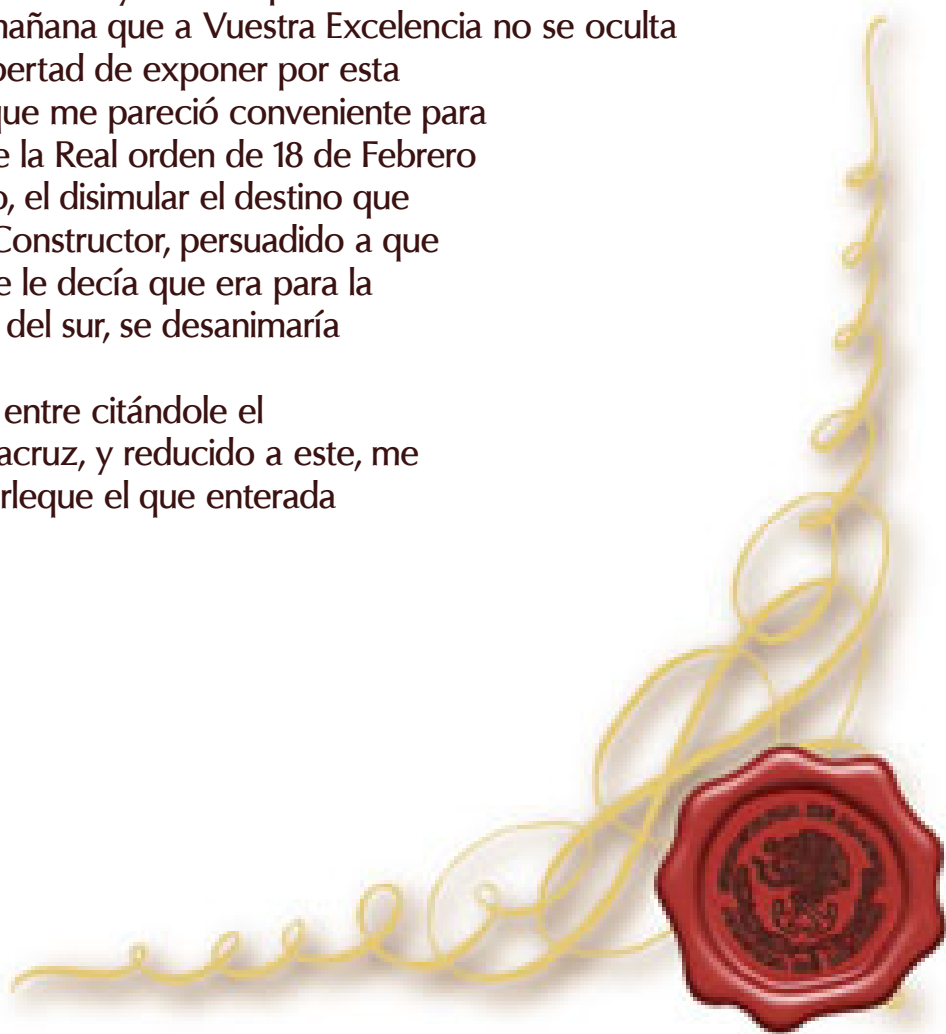 mañana que a Vuestra Excelencia no se oculta
pertad de exponer por esta
que me pareció conveniente para
e la Real orden de 18 de Febrero
o, el disimular el destino que
Constructor, persuadido a que
e le decía que era para la
del sur, se desanimaría
entre citándole el
acruz, y reducido a este, me
rleque el que enterada